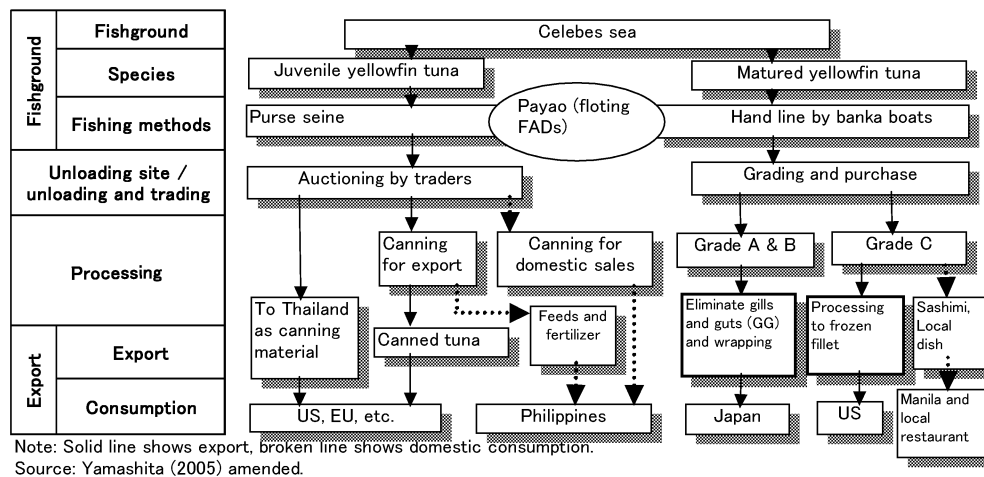 Fishground
Fishground
Species
Fishing methods
Unloading site /
unloading and trading
Processing
Export
Export
Consumption
Celebes sea
Juvenile yellowfin tuna
Matured yellowfin tuna
Purse seine
Payao (floting
FADs)
Hand line by banka boats
Auctioning by traders
Grading and purchase
Canning
for export
Canning for
domestic sales
Grade A & B
Grade C
To Thailand
as canning
material
Canned tuna
Feeds and
fertilizer
Eliminate gills
and guts (GG)
and wrapping
Processing
to frozen
fillet
Sashimi,
Local
dish
US, EU, etc.
Philippines
Japan
US
Manila and
local
restaurant
Note: Solid line shows export, broken line shows domestic consumption.
Source: Yamashita (2005) amended.